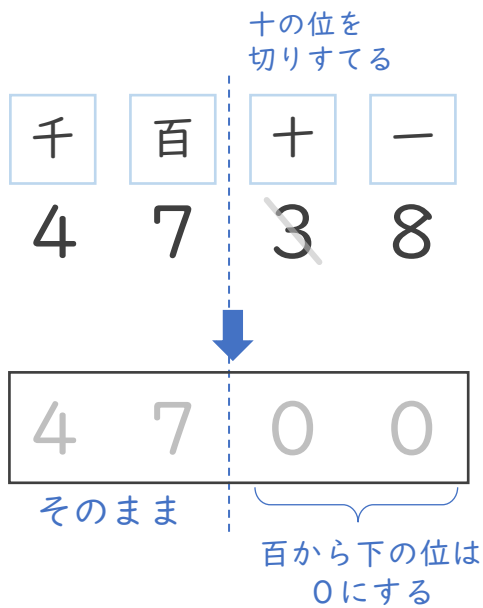 十の位を
切りすてる
千 百 十 一
4 7 3 8
4 7 0 0
そのまま
百から下の位は
０にする